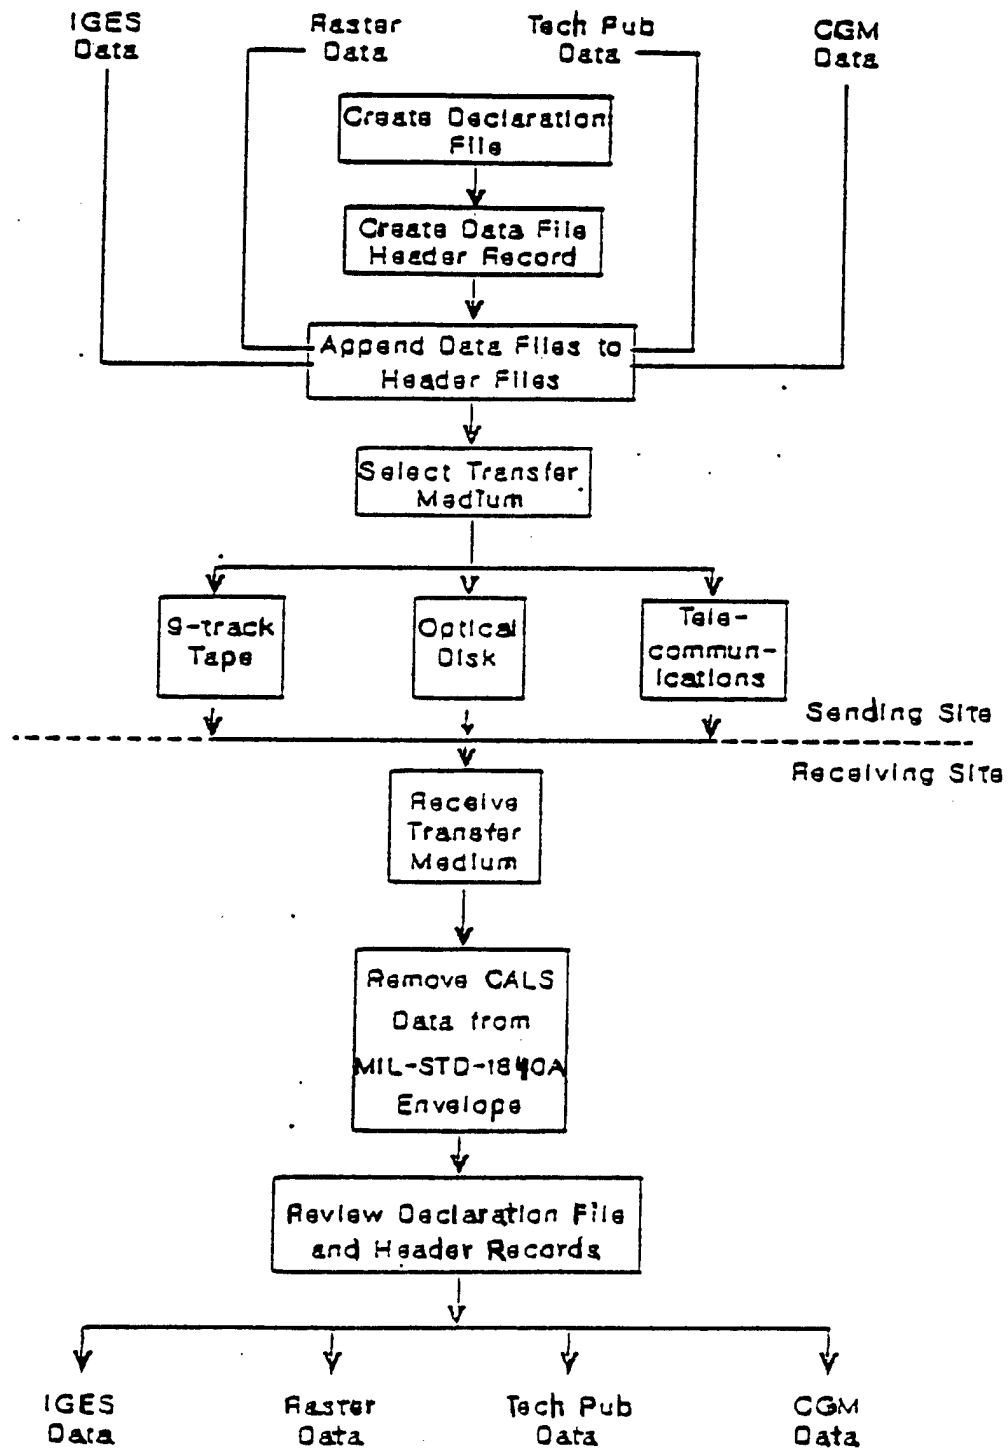 IGES
Data
Raster
Data
Tech Pub
Data
CGM
Data
Create Declaration
File
Create Data File
Header Record
Append Data Files to
Header Files
Select Transfer
Medium
9-track
Tape
Optical
Disk
Tele-
commun-
ications
Sending Site
Receiving Site
Receive
Transfer
Medium
Remove CALS
Data from
MIL-STD-1840A
Envelope
Review Declaration File
and Header Records
IGES
Data
Raster
Data
Tech Pub
Data
CGM
Data